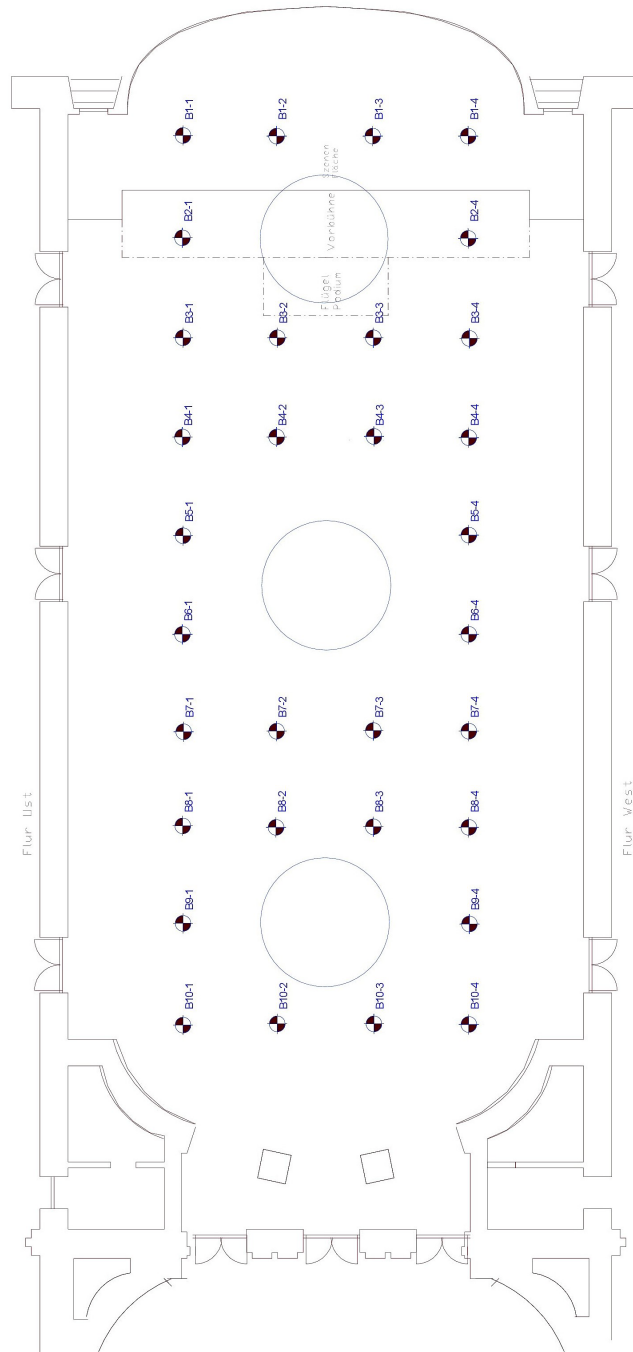 B1-1
B1-2
B1-3
B1-4
Szenen
Fläche
Vorbühne
B2-1
B2-4
Flügel
Podium
B3-1
B3-2
B3-3
B3-4
B4-1
B4-2
B4-3
B4-4
B5-1
B5-4
B6-1
B6-4
B7-1
B7-2
B7-3
B7-4
Flur Ost
Flur West
B8-1
B8-2
B8-3
B8-4
B9-1
B9-4
B10-1
B10-2
B10-3
B10-4